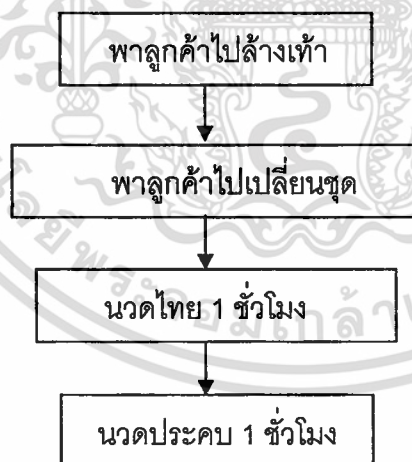 พาลูกค้าไปล้างเท้า
พาลูกค้าไปเปลี่ยนชุด
นวดไทย 1 ชั่วโมง
นวดประคบ 1 ชั่วโมง